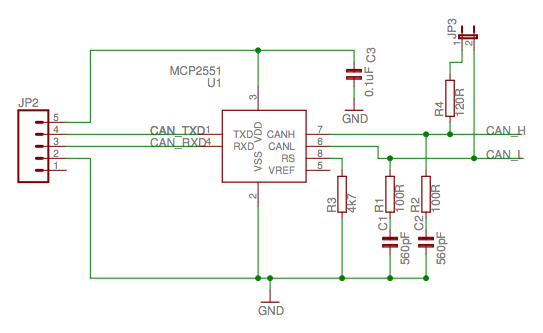 JP3
1
2
MCP2551
U1
C3
0.1uF
GND
3
R4
120R
JP2
5
4
3
2
1
CAN_TXD
1
CAN_RXD
4
TXD
RXD
VDD
VSS
CANH
CANL
RS
VREF
7
6
8
5
2
CAN_H
CAN_L
R3
4k7
R1
100R
R2
100R
C1
560pF
C2
560pF
GND